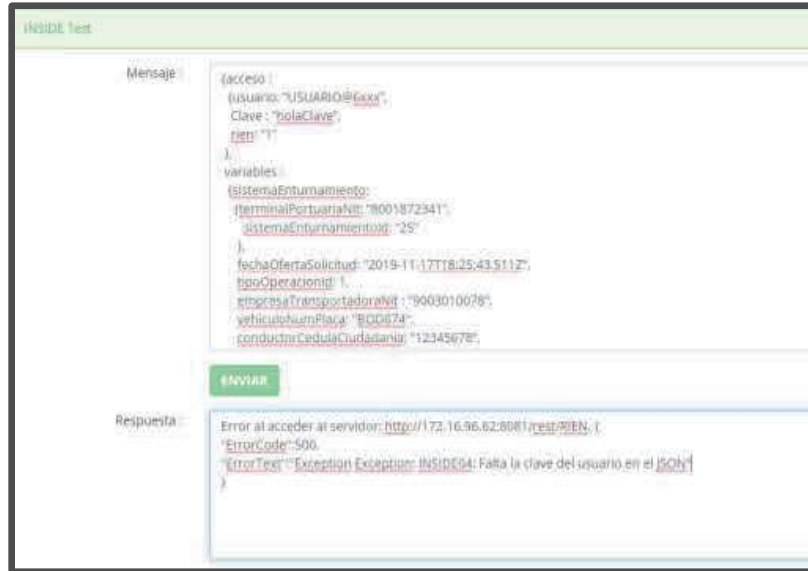 INSIDE Test
Mensaje :
{acceso :
{usuario: "USUARIO@6xxx",
Clave : "holaClave",
rien: "1"
},
variables :
{sistemaEnturnamiento:
{terminalPortuariaNit: "8001872341",
sistemaEnturnamientoId: "25"
},
fechaOfertaSolicitud: "2019-11-17T18:25:43.511Z",
tipoOperacionId: 1,
empresaTransportadoraNit : "9003010078",
vehiculoNumPlaca:
conductorCedulaCiudadania: "12345678",
ENVIAR
Respuesta :
Error al acceder al servidor: http://172.16.96.62:8081/rest/RIEN, {
"ErrorCode":500,
"ErrorText":"Exception Exception: INSIDE04: Falta la clave del usuario en el JSON"
}